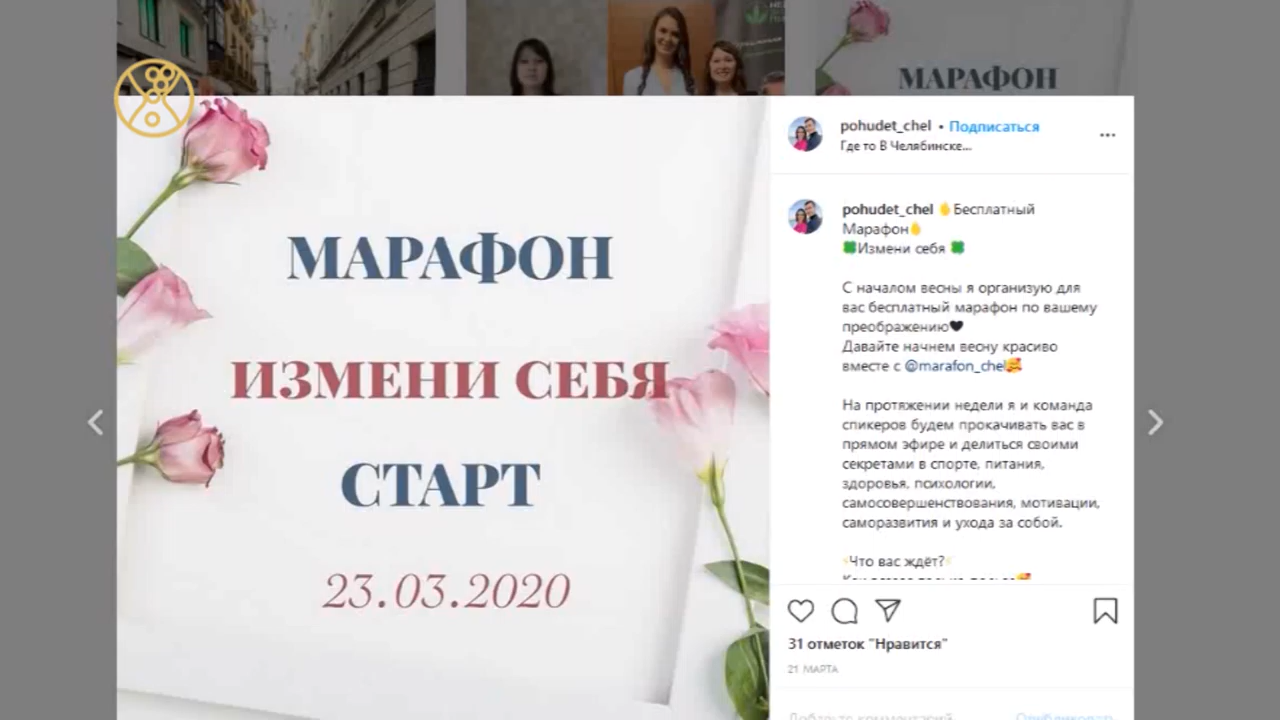 МАРАФОН
МАРАФОН
ИЗМЕНИ СЕБЯ
СТАРТ
23.03.2020
pohudet_chel • Подписаться
Где то В Челябинске...
pohudet_chel ✋Бесплатный
Марафон✋
🍀Измени себя 🍀
С началом весны я организую для
вас бесплатный марафон по вашему
преображению🖤
Давайте начнем весну красиво
вместе с @marafon_chel🥰
На протяжении недели я и команда
спикеров будем прокачивать вас в
прямом эфире и делиться своими
секретами в спорте, питания,
здоровья, психологии,
самосовершенствования, мотивации,
саморазвития и ухода за собой.
✨Что вас ждёт?✨
31 отметок "Нравится"
21 МАРТА
Добавьте комментарий...
Опубликовать